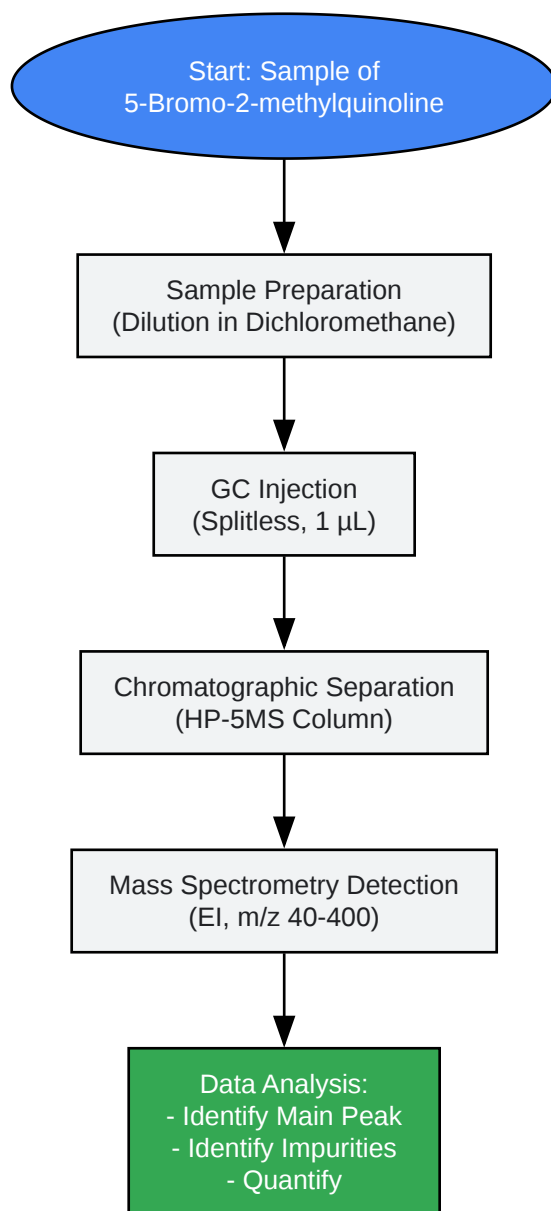 Start: Sample of
5-Bromo-2-methylquinoline
Sample Preparation
(Dilution in Dichloromethane)
GC Injection
(Splitless, 1 µL)
Chromatographic Separation
(HP-5MS Column)
Mass Spectrometry Detection
(EI, m/z 40-400)
Data Analysis:
- Identify Main Peak
- Identify Impurities
- Quantify